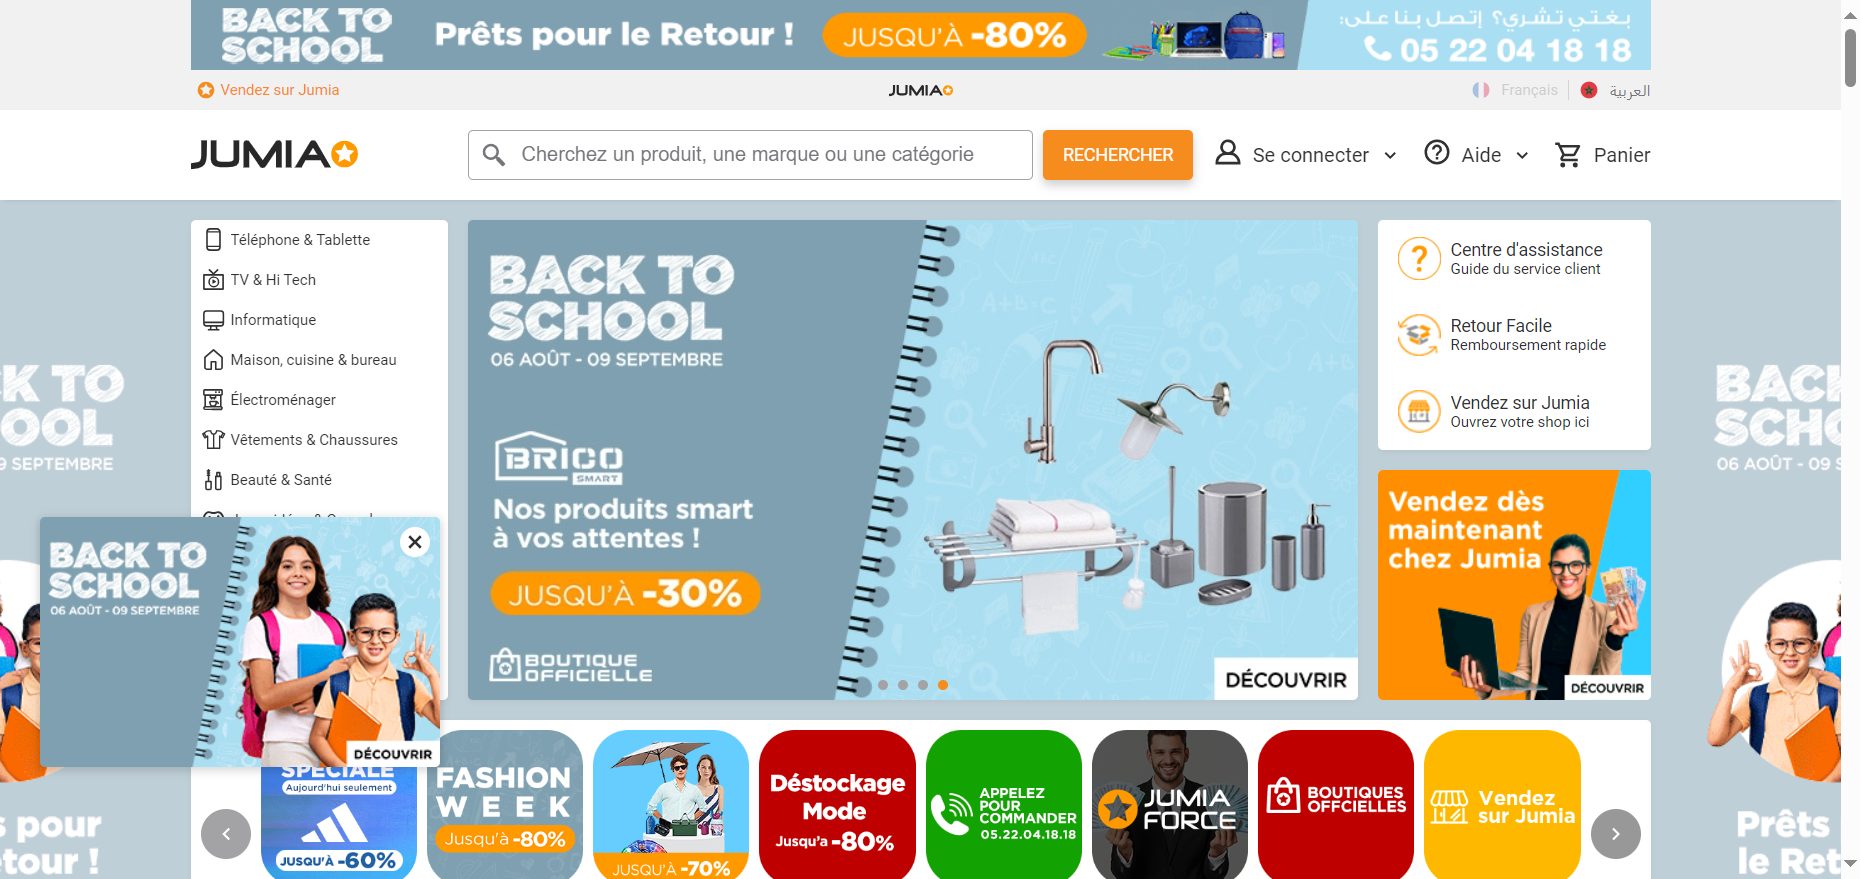 BACK TO
SCHOOL
Prêts pour le Retour !
JUSQU'À -80%
بغيتي تشري؟ إتصل بنا على:
05 22 04 18 18
Vendez sur Jumia
JUMIA
Français
العربية
JUMIA
Cherchez un produit, une marque ou une catégorie
RECHERCHER
Se connecter
Aide
Panier
Téléphone & Tablette
TV & Hi Tech
Informatique
Maison, cuisine & bureau
Électroménager
Vêtements & Chaussures
Beauté & Santé
BACK TO
SCHOOL
06 AOÛT - 09 SEPTEMBRE
BRICO
SMART
Nos produits smart
à vos attentes !
JUSQU'À -30%
BOUTIQUE
OFFICIELLE
DÉCOUVRIR
Centre d'assistance
Guide du service client
Retour Facile
Remboursement rapide
Vendez sur Jumia
Ouvrez votre shop ici
Vendez dès
maintenant
chez Jumia
DÉCOUVRIR
K TO
OOL
9 SEPTEMBRE
s pour
etour !
BACK
SCHO
06 AOÛT - 09 S
Prêts
le Ret
BACK TO
SCHOOL
06 AOÛT - 09 SEPTEMBRE
DÉCOUVRIR
SPÉCIALE
Aujourd'hui seulement
JUSQU'À -60%
FASHION
WEEK
Jusqu'à -80%
JUSQU'À -70%
Déstockage
Mode
Jusqu'a -80%
APPELEZ
POUR
COMMANDER
05.22.04.18.18
JUMIA
FORCE
BOUTIQUES
OFFCIELLES
Vendez
sur Jumia